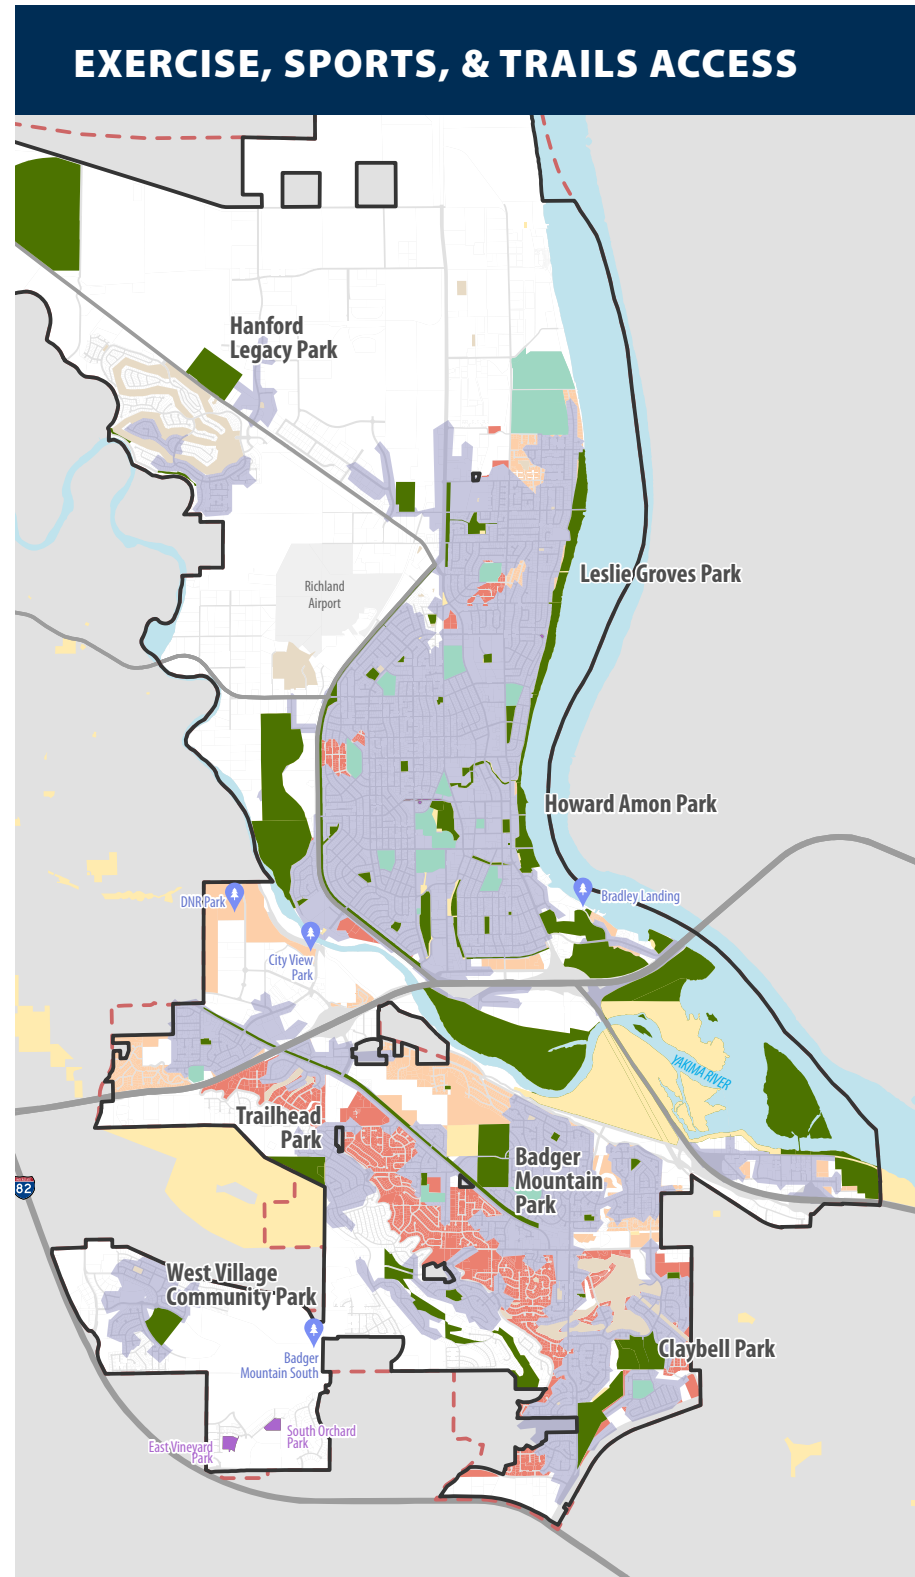 EXERCISE, SPORTS, & TRAILS ACCESS
Hanford
Legacy Park
Leslie Groves Park
Richland
Airport
Howard Amon Park
DNR Park
Bradley Landing
City View
Park
YAKIMA RIVER
Trailhead
Park
Badger
Mountain
Park
82
West Village
Community Park
Badger
Mountain South
Claybell Park
South Orchard
Park
East Vineyard
Park